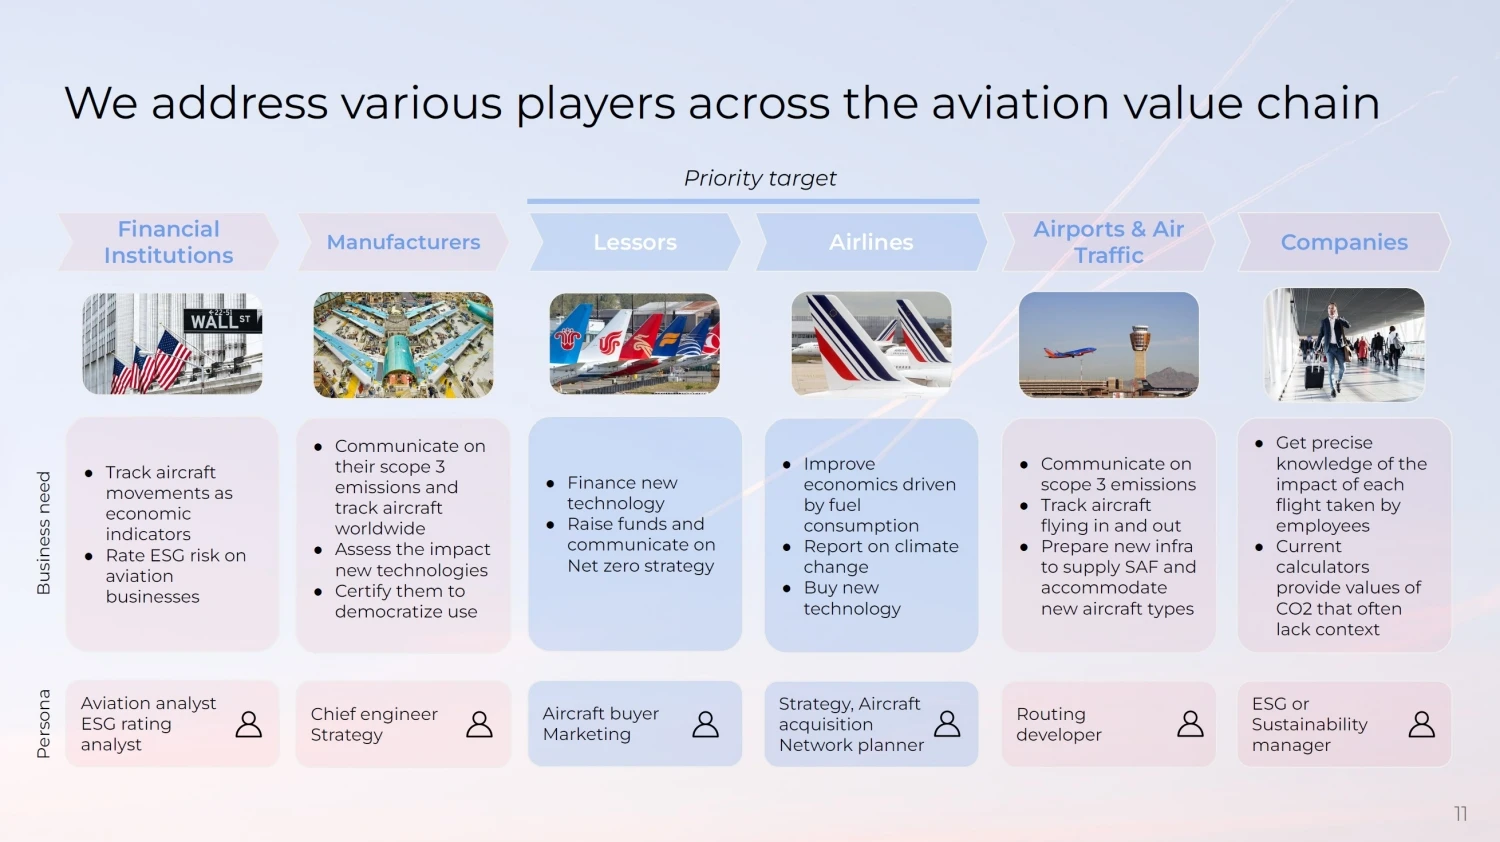 We address various players across the aviation value chain
Priority target
Financial
Institutions
Manufacturers
Lessors
Airlines
Airports & Air
Traffic
Companies
WALL ST
Business need
● Track aircraft
movements as
economic
indicators
● Rate ESG risk on
aviation
businesses
● Communicate on
their scope 3
emissions and
track aircraft
worldwide
● Assess the impact
new technologies
● Certify them to
democratize use
● Finance new
technology
● Raise funds and
communicate on
Net zero strategy
● Improve
economics driven
by fuel
consumption
● Report on climate
change
● Buy new
technology
● Communicate on
scope 3 emissions
● Track aircraft
flying in and out
● Prepare new infra
to supply SAF and
accommodate
new aircraft types
● Get precise
knowledge of the
impact of each
flight taken by
employees
● Current
calculators
provide values of
CO2 that often
lack context
Persona
Aviation analyst
ESG rating
analyst
Chief engineer
Strategy
Aircraft buyer
Marketing
Strategy, Aircraft
acquisition
Network planner
Routing
developer
ESG or
Sustainability
manager
11